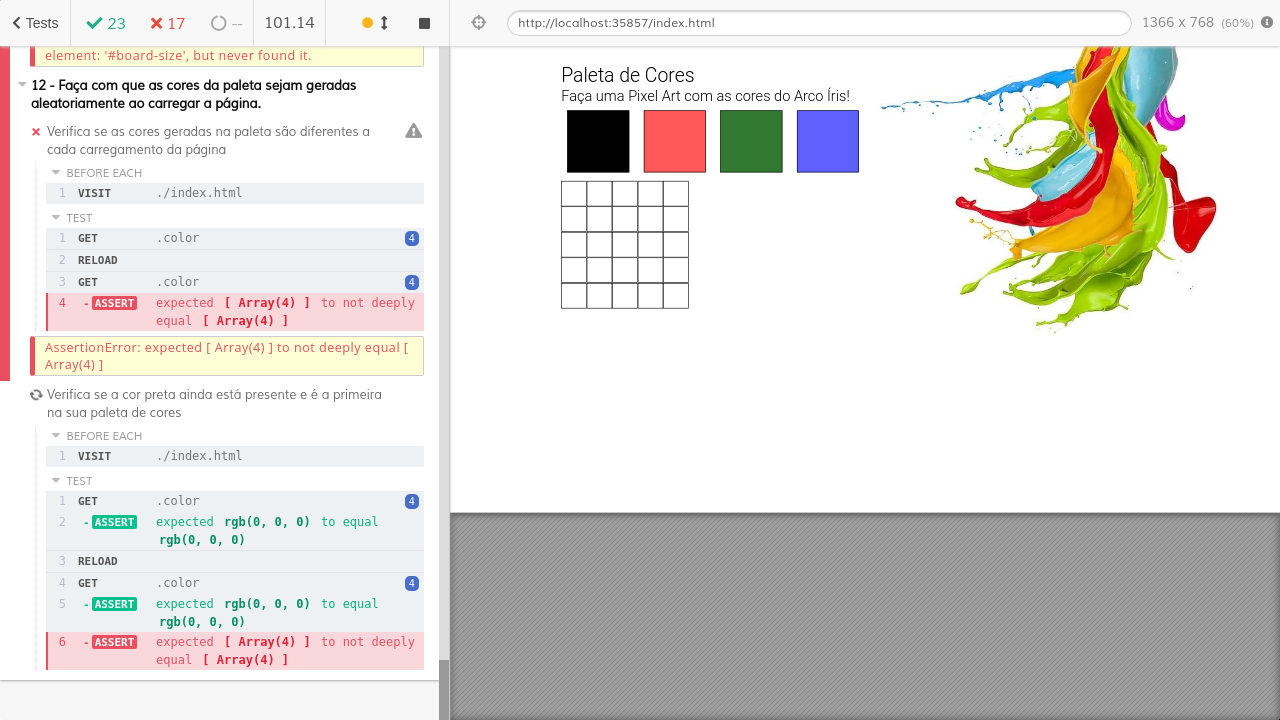 Tests
23
17
--
101.14
http://localhost:35857/index.html
1366 x 768 (60%)
element: '#board-size', but never found it.
12 - Faça com que as cores da paleta sejam geradas
aleatoriamente ao carregar a página.
Verifica se as cores geradas na paleta são diferentes a
cada carregamento da página
BEFORE EACH
1 VISIT ./index.html
TEST
1 GET .color 4
2 RELOAD
3 GET .color 4
4 -ASSERT expected [ Array(4) ] to not deeply
equal [ Array(4) ]
AssertionError: expected [ Array(4) ] to not deeply equal [
Array(4) ]
Verifica se a cor preta ainda está presente e é a primeira
na sua paleta de cores
BEFORE EACH
1 VISIT ./index.html
TEST
1 GET .color 4
2 -ASSERT expected rgb(0, 0, 0) to equal
rgb(0, 0, 0)
3 RELOAD
4 GET .color 4
5 -ASSERT expected rgb(0, 0, 0) to equal
rgb(0, 0, 0)
6 -ASSERT expected [ Array(4) ] to not deeply
equal [ Array(4) ]
Paleta de Cores
Faça uma Pixel Art com as cores do Arco Íris!